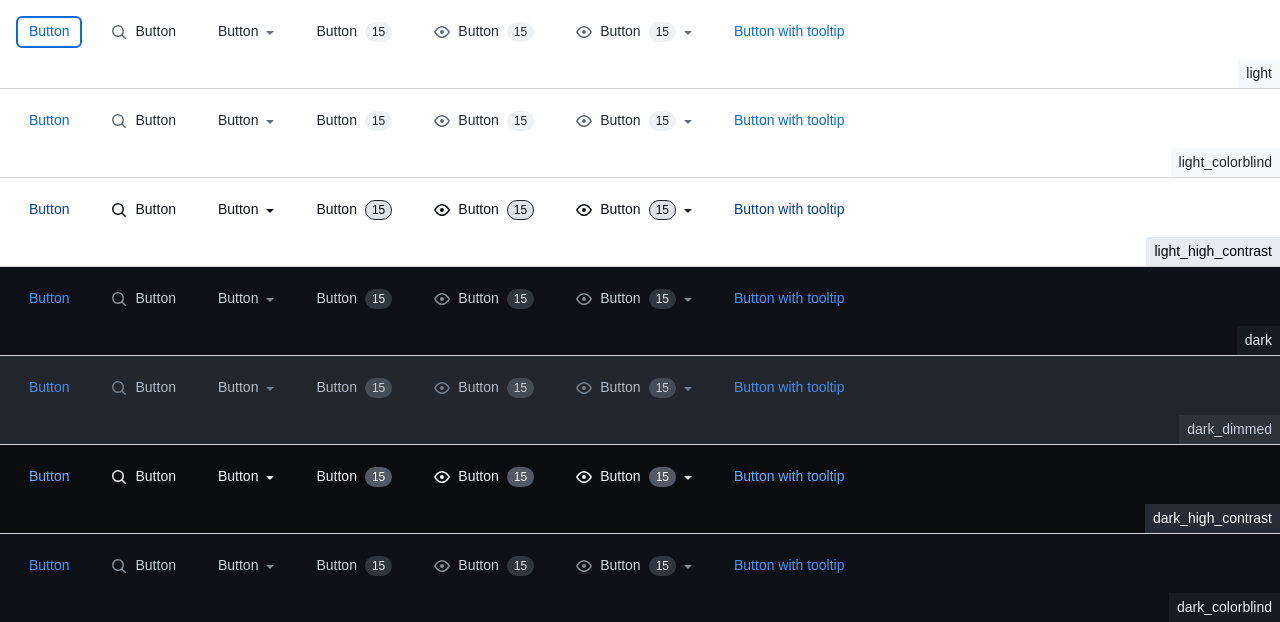 Button Button Button Button 15 Button 15 Button 15 Button with tooltip
light
Button Button Button Button 15 Button 15 Button 15 Button with tooltip
light_colorblind
Button Button Button Button 15 Button 15 Button 15 Button with tooltip
light_high_contrast
Button Button Button Button 15 Button 15 Button 15 Button with tooltip
dark
Button Button Button Button 15 Button 15 Button 15 Button with tooltip
dark_dimmed
Button Button Button Button 15 Button 15 Button 15 Button with tooltip
dark_high_contrast
Button Button Button Button 15 Button 15 Button 15 Button with tooltip
dark_colorblind